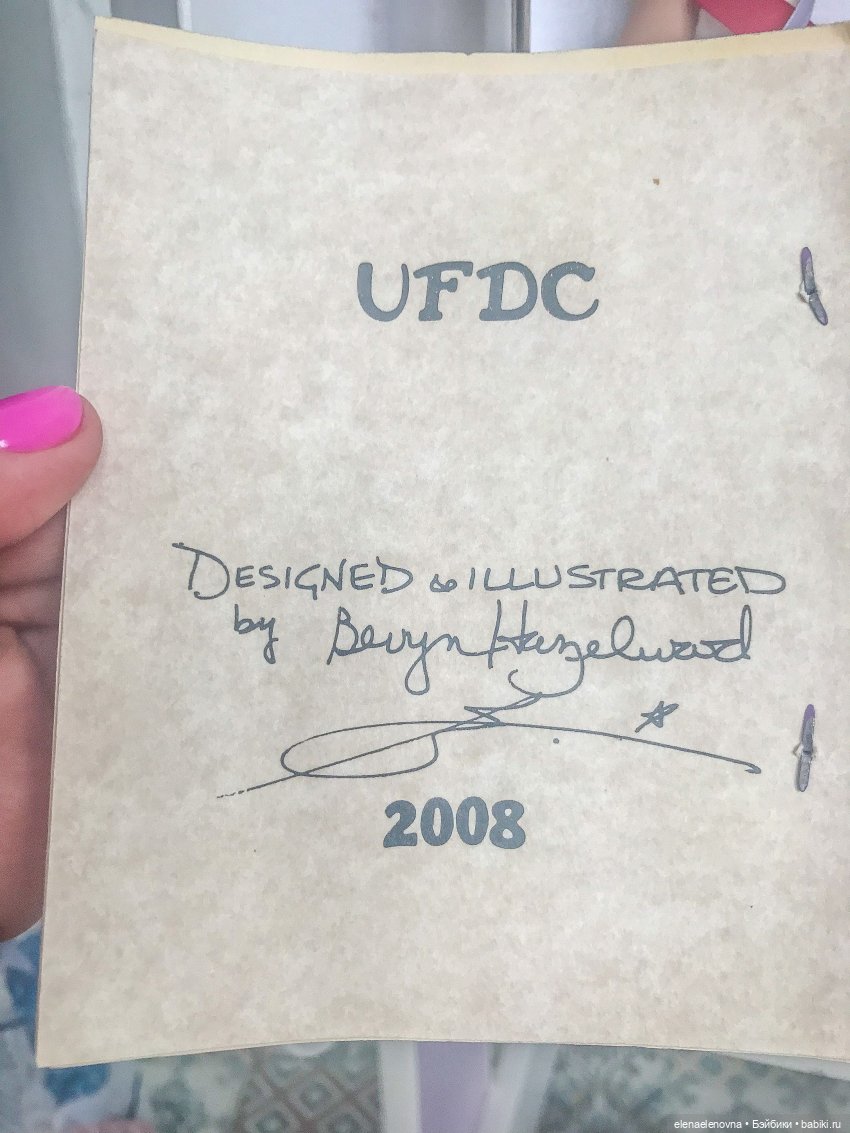 UFDC
DESIGNED & ILLUSTRATED
by Bevyn Hazelwood
2008
elenaelenovna • Бэйбики • babiki.ru